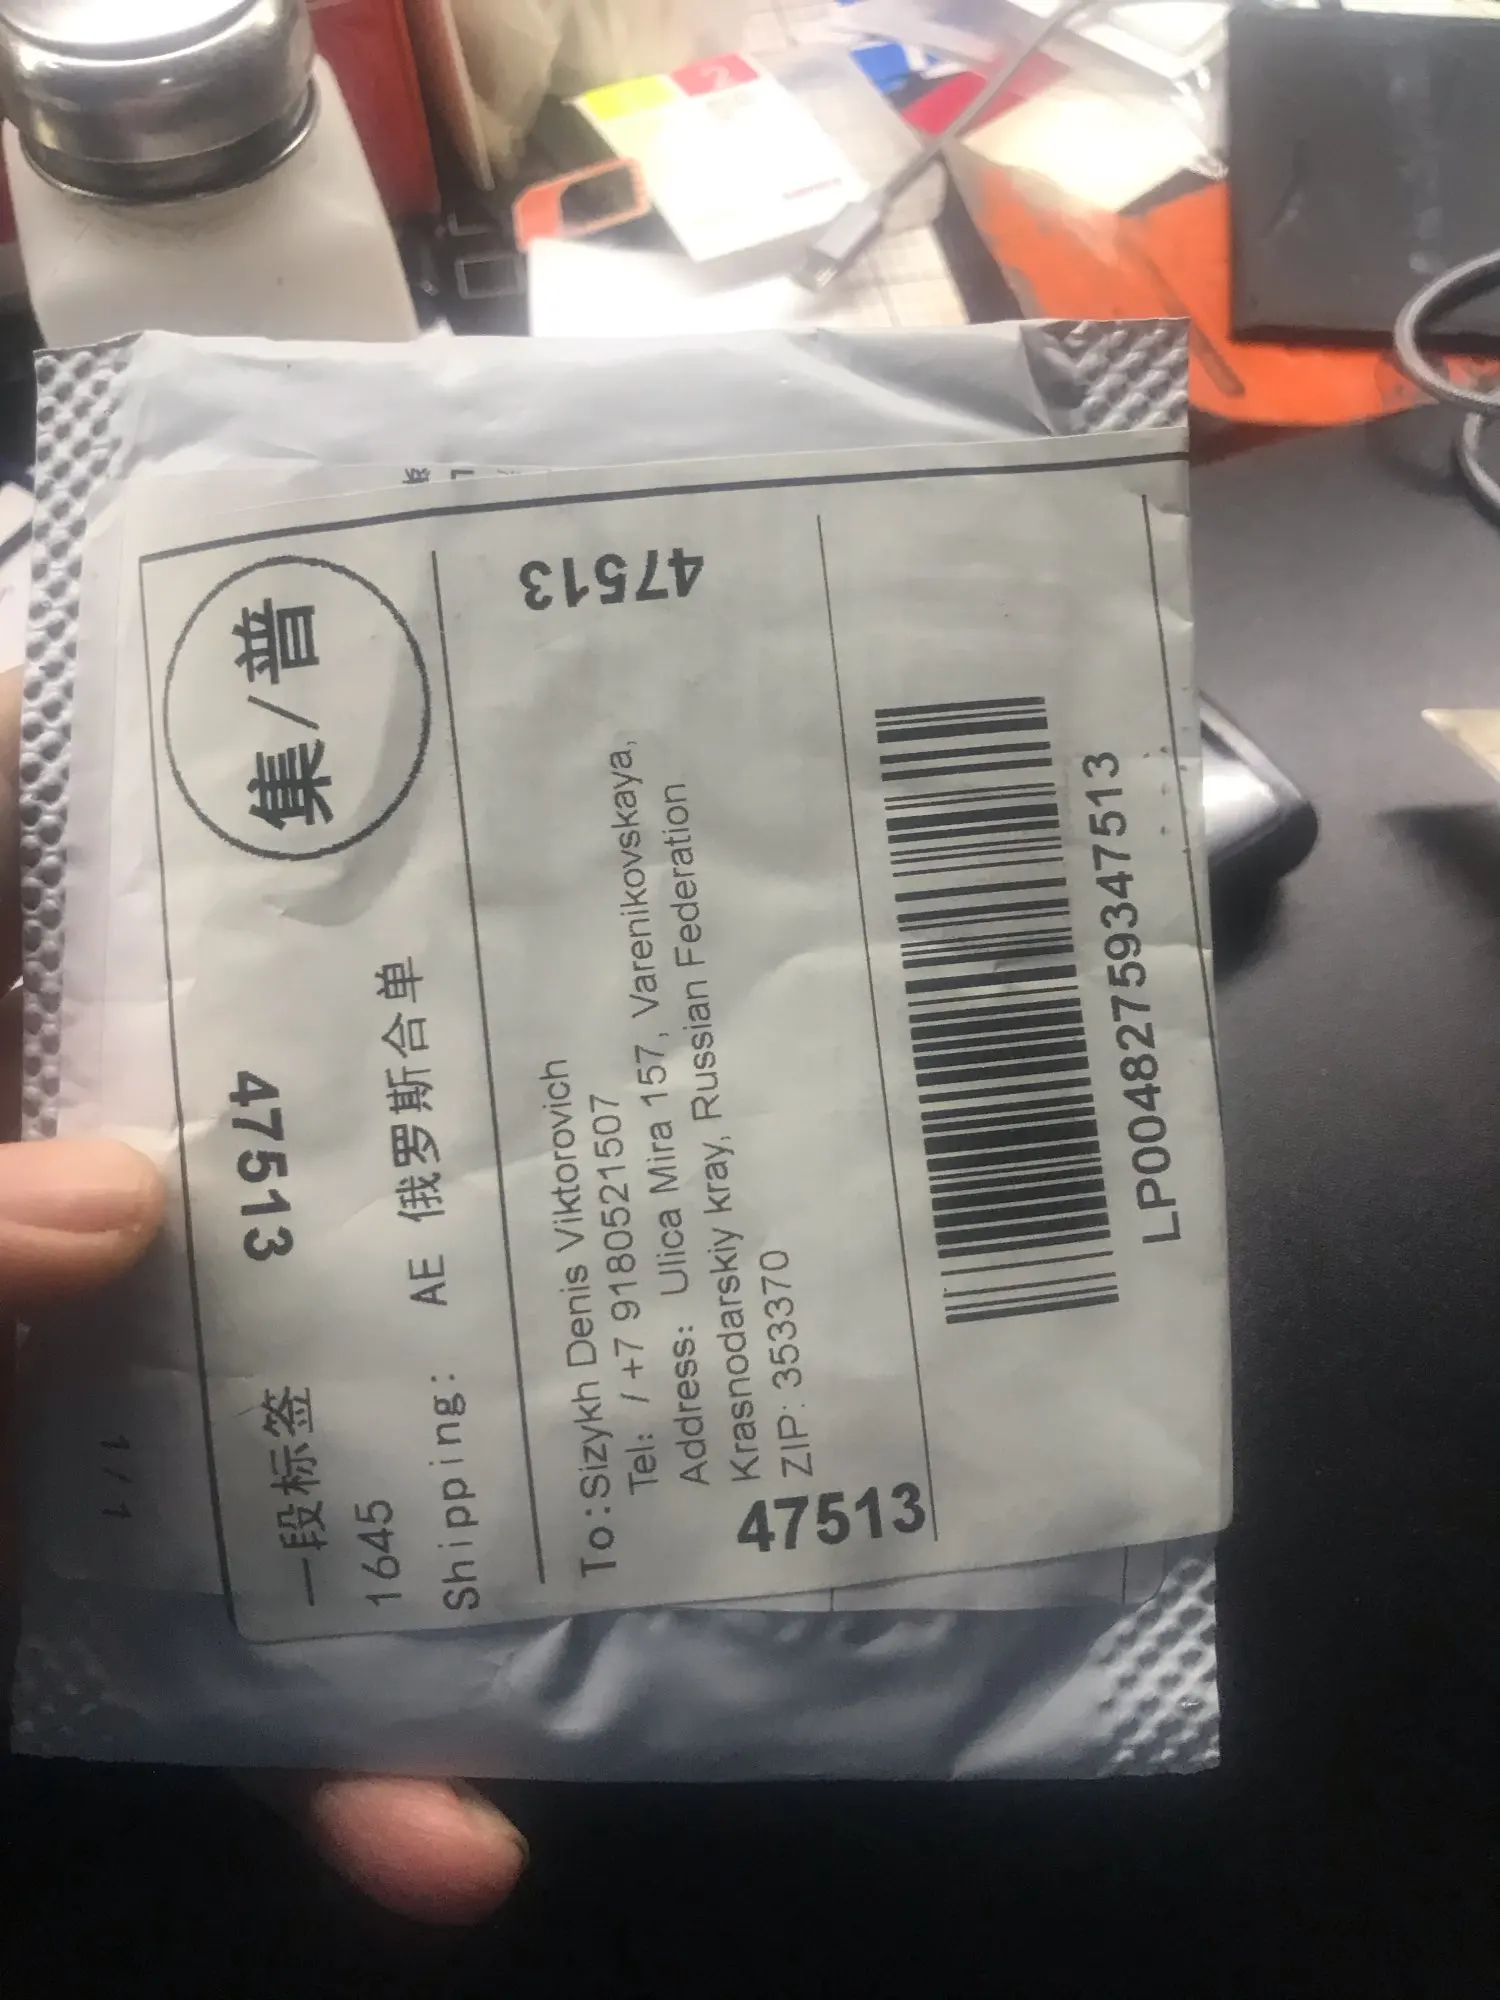 一段标签 47513 集/普
1645
Shipping: AE 俄罗斯合单
To:Sizykh Denis Viktorovich
Tel: / +7 9180521507
Address: Ulica Mira 157, Varenikovskaya,
Krasnodarskiy kray, Russian Federation
ZIP: 353370
47513
47513
LP00482759347513
1/1
2